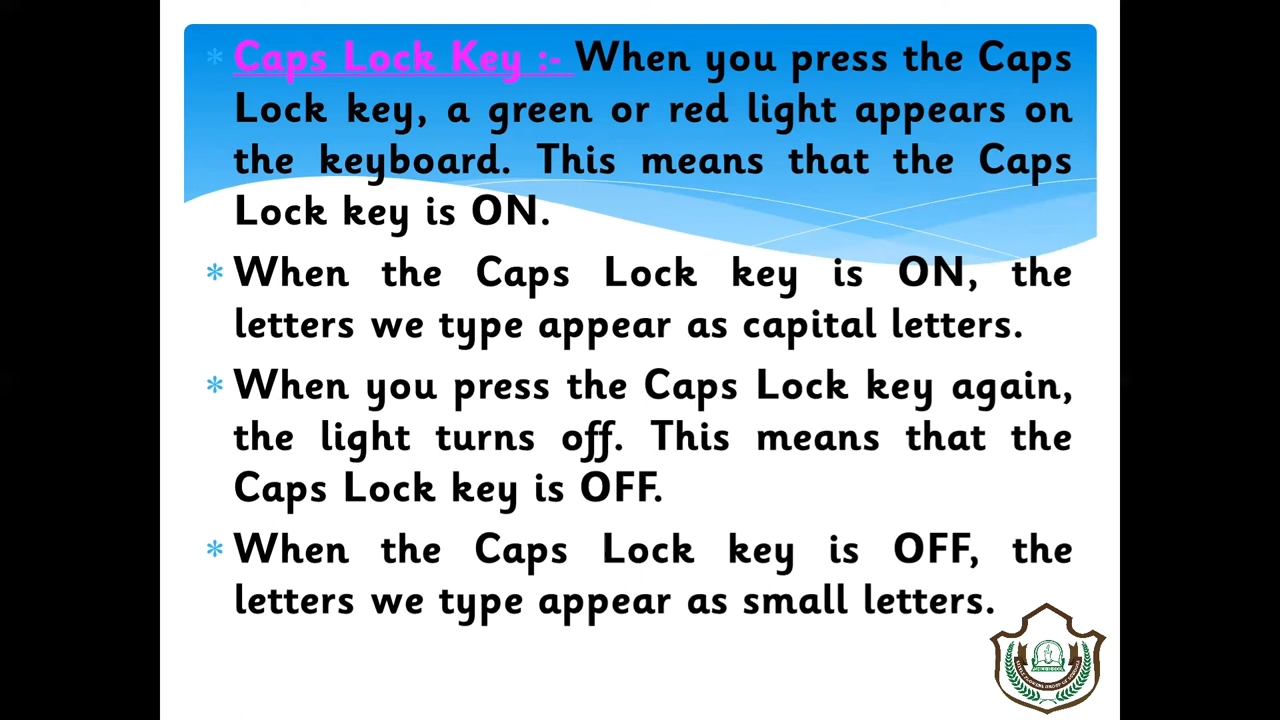 * Caps Lock Key :- When you press the Caps
Lock key, a green or red light appears on
the keyboard. This means that the Caps
Lock key is ON.
* When the Caps Lock key is ON, the
letters we type appear as capital letters.
* When you press the Caps Lock key again,
the light turns off. This means that the
Caps Lock key is OFF.
* When the Caps Lock key is OFF, the
letters we type appear as small letters.